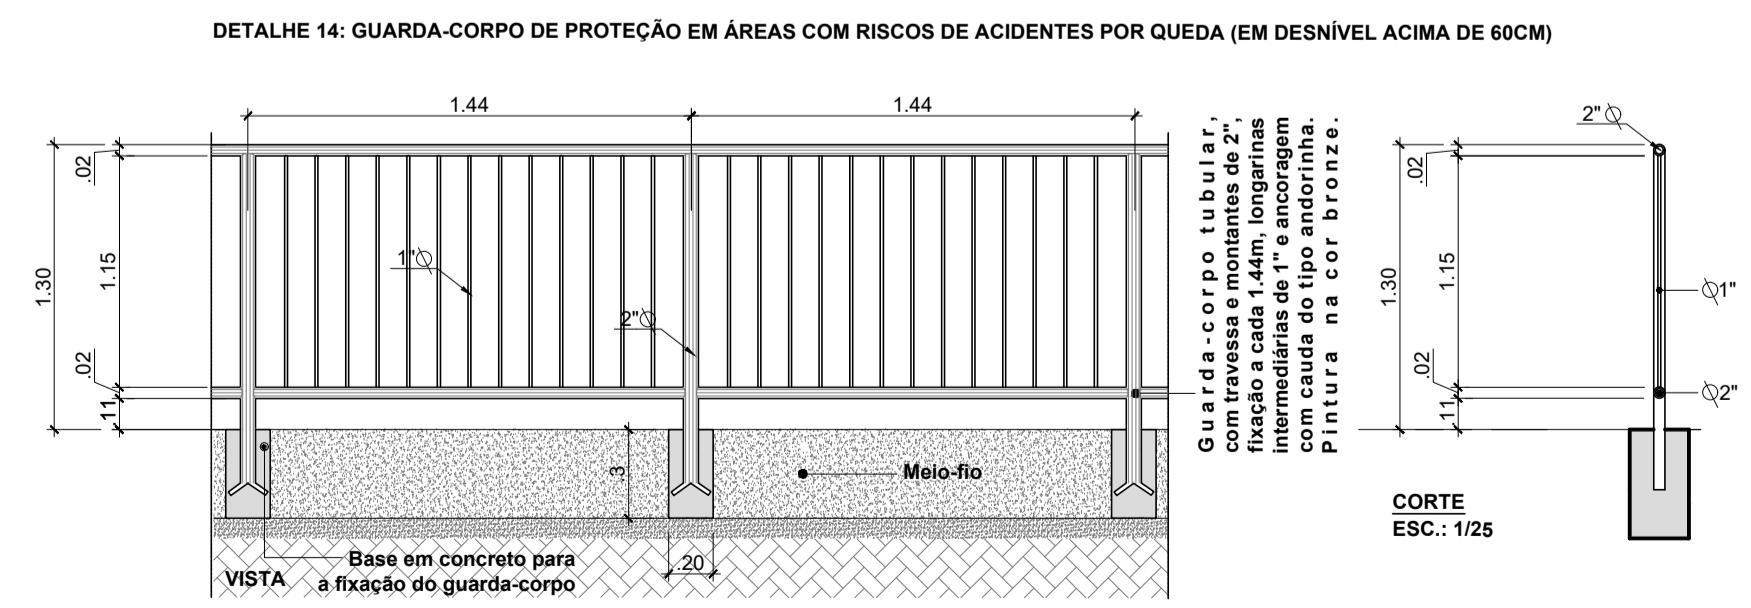 DETALHE 14: GUARDA-CORPO DE PROTEÇÃO EM ÁREAS COM RISCOS DE ACIDENTES POR QUEDA (EM DESNÍVEL ACIMA DE 60CM)
1.44
1.44
.02
1.15
1.30
.02
11
1"∅
2"∅
.3
.20
Meio-fio
Base em concreto para
a fixação do guarda-corpo
VISTA
Guarda-corpo tubular,
com travessa e montantes de 2",
fixação a cada 1.44m, longarinas
intermediárias de 1" e ancoragem
com cauda do tipo andorinha.
Pintura na cor bronze.
2"∅
.02
1.30
1.15
∅1"
.02
∅2"
11
CORTE
ESC.: 1/25